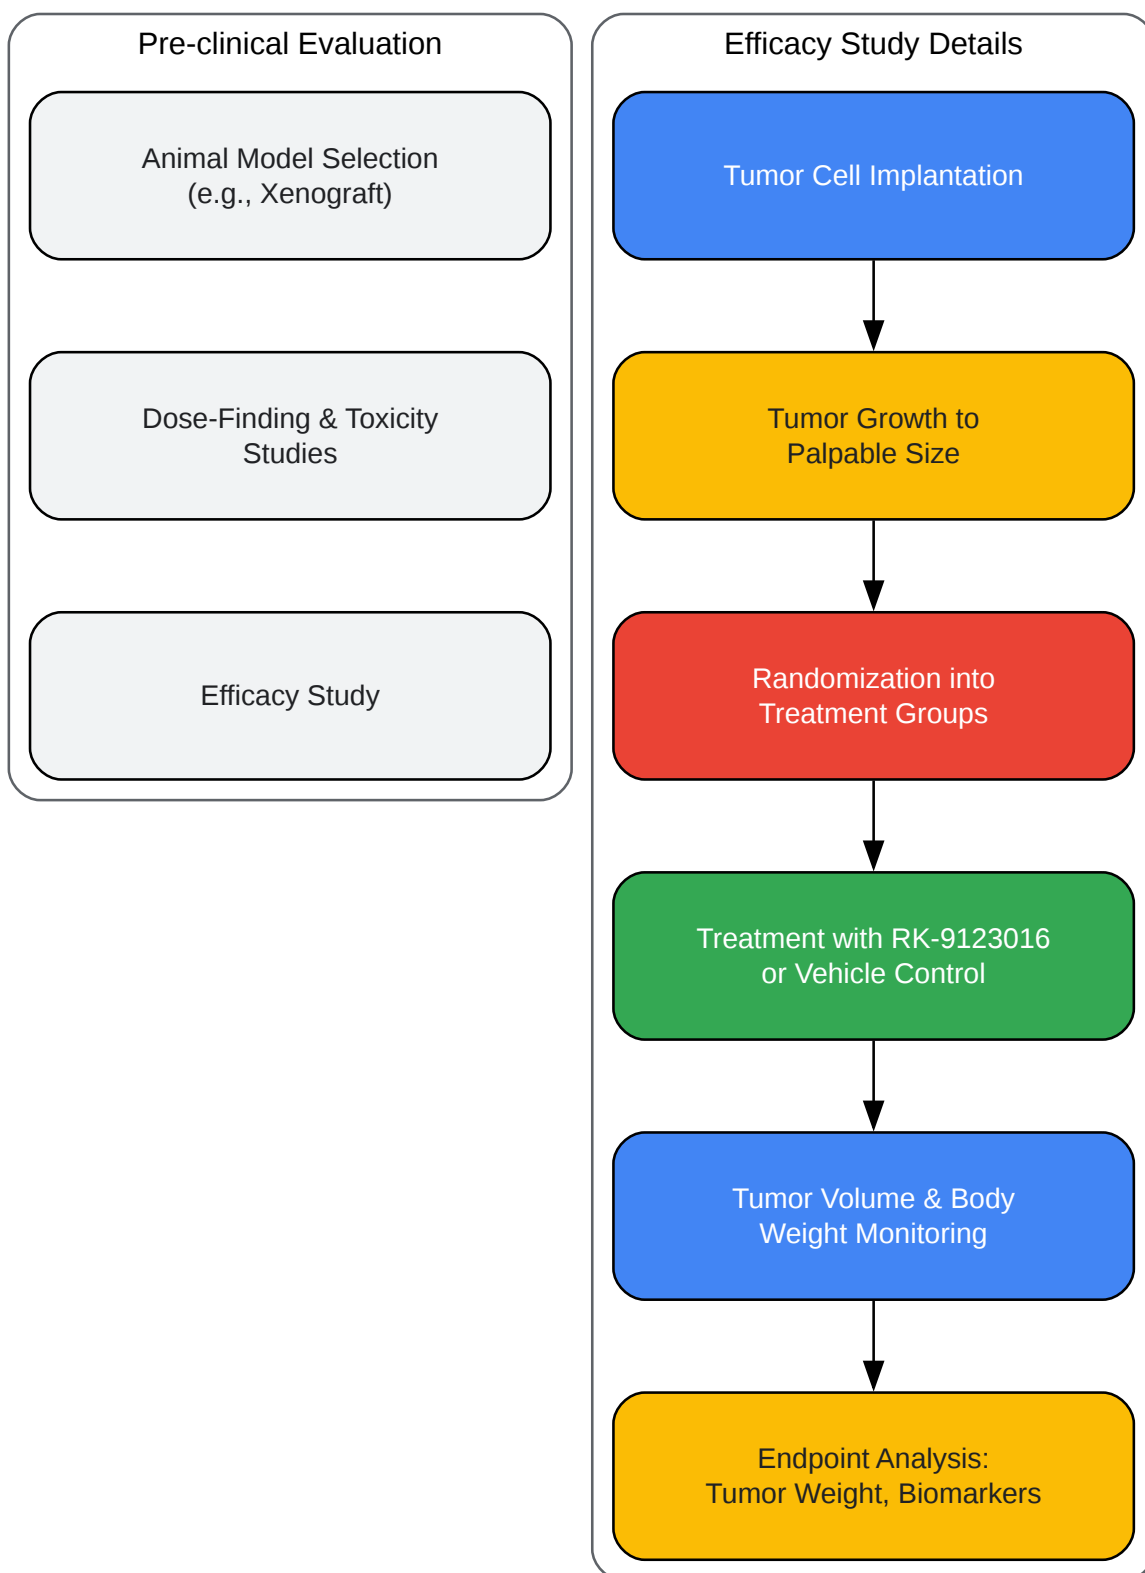 Pre-clinical Evaluation
Animal Model Selection
(e.g., Xenograft)
Dose-Finding & Toxicity
Studies
Efficacy Study
Efficacy Study Details
Tumor Cell Implantation
Tumor Growth to
Palpable Size
Randomization into
Treatment Groups
Treatment with RK-9123016
or Vehicle Control
Tumor Volume & Body
Weight Monitoring
Endpoint Analysis:
Tumor Weight, Biomarkers